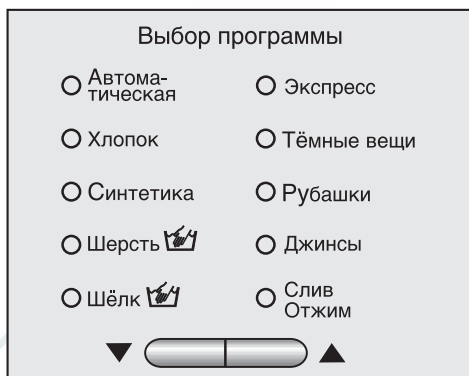 Выбор программы
Автома-
тическая
Хлопок
Синтетика
Шерсть
Шёлк
Экспресс
Тёмные вещи
Рубашки
Джинсы
Слив
Отжим